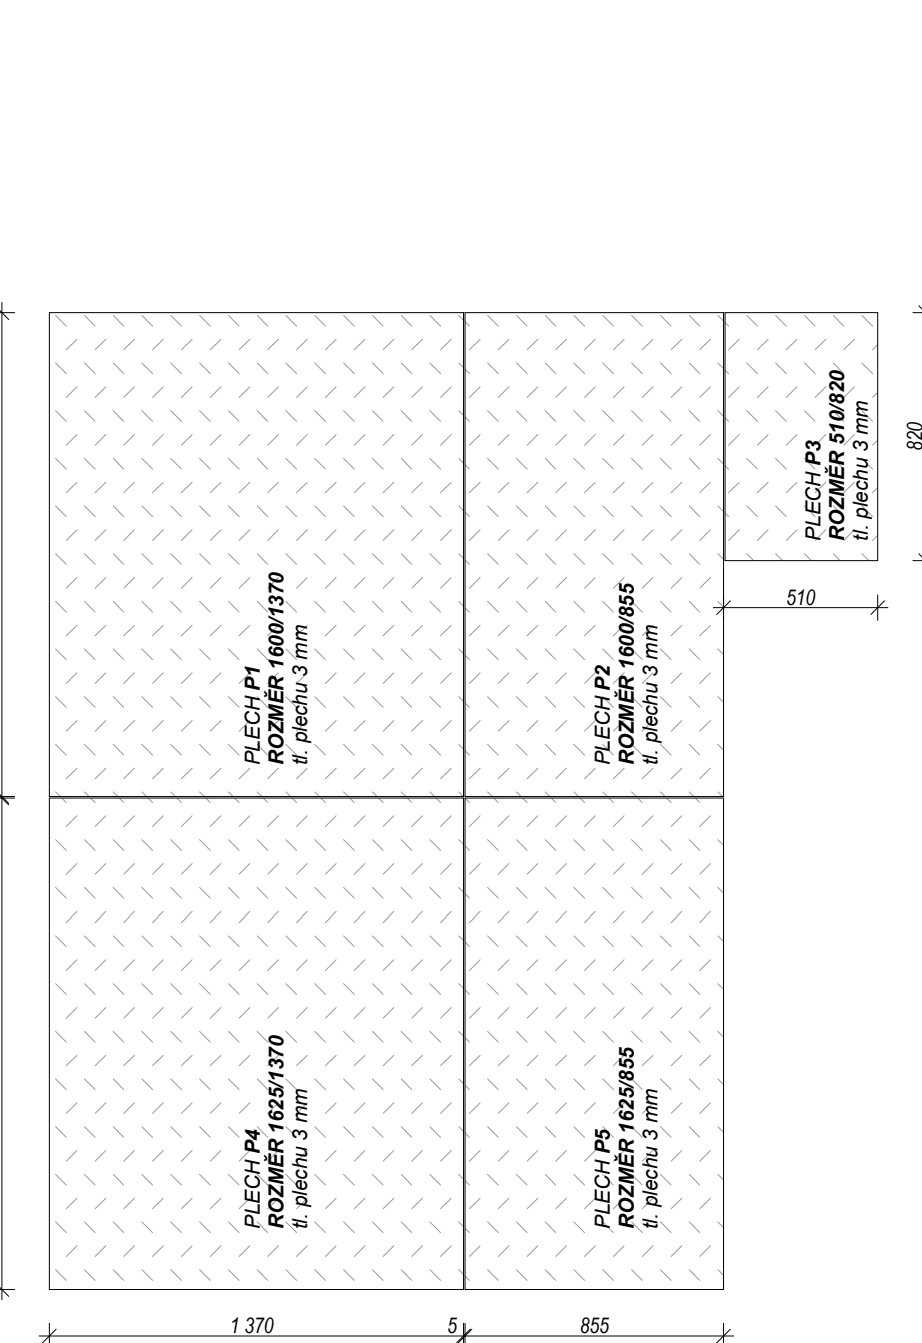 PLECH P1
ROZMĚR 1600/1370
tl. plechu 3 mm
PLECH P2
ROZMĚR 1600/855
tl. plechu 3 mm
PLECH P3
ROZMĚR 510/820
tl. plechu 3 mm
820
510
PLECH P4
ROZMĚR 1625/1370
tl. plechu 3 mm
PLECH P5
ROZMĚR 1625/855
tl. plechu 3 mm
1 370
5
855